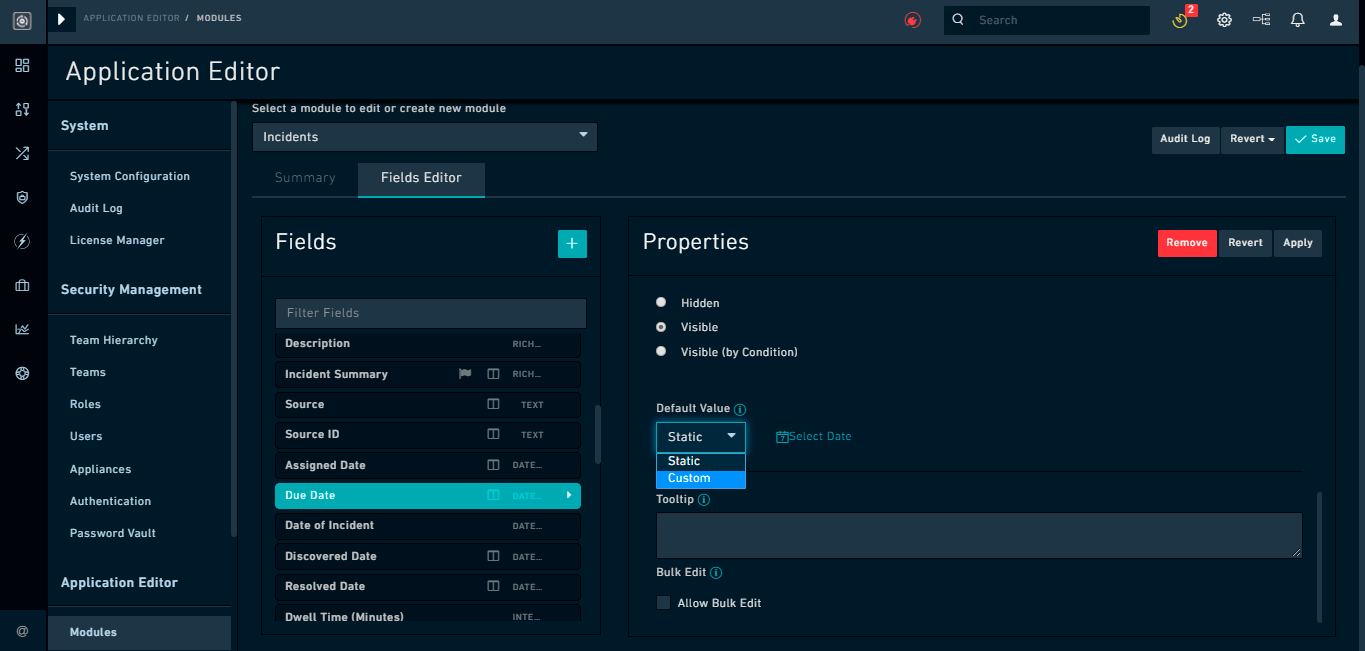 APPLICATION EDITOR / MODULES
Search
2
Application Editor
System
System Configuration
Audit Log
License Manager
Security Management
Team Hierarchy
Teams
Roles
Users
Appliances
Authentication
Password Vault
Application Editor
Modules
@
Select a module to edit or create new module
Incidents
Audit Log
Revert
Save
Summary
Fields Editor
Fields
+
Filter Fields
Description RICH...
Incident Summary RICH...
Source TEXT
Source ID TEXT
Assigned Date DATE...
Due Date DATE...
Date of Incident DATE...
Discovered Date DATE...
Resolved Date DATE...
Dwell Time (Minutes) INTE...
Properties
Remove
Revert
Apply
Hidden
Visible
Visible (by Condition)
Default Value
Static
Select Date
Static
Custom
Tooltip
Bulk Edit
Allow Bulk Edit